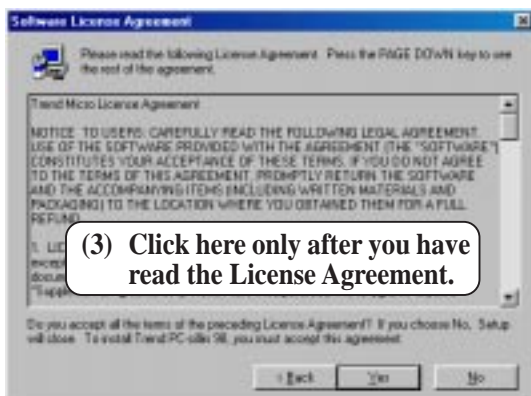 Software License Agreement
Please read the following License Agreement. Press the PAGE DOWN key to see
the rest of the agreement.
Trend Micro License Agreement
NOTICE TO USERS: CAREFULLY READ THE FOLLOWING LEGAL AGREEMENT.
USE OF THE SOFTWARE PROVIDED WITH THE AGREEMENT (THE "SOFTWARE")
CONSTITUTES YOUR ACCEPTANCE OF THESE TERMS. IF YOU DO NOT AGREE
TO THE TERMS OF THIS AGREEMENT, PROMPTLY RETURN THE SOFTWARE
AND THE ACCOMPANYING ITEMS (INCLUDING WRITTEN MATERIALS AND
PACKAGING) TO THE LOCATION WHERE YOU OBTAINED THEM FOR A FULL
REFUND.
(3) Click here only after you have
read the License Agreement.
1. LIC
except
docum
Do you accept all the terms of the preceding License Agreement? If you choose No, Setup
will close. To install Trend PC-cillin 98, you must accept this agreement.
< Back
Yes
No